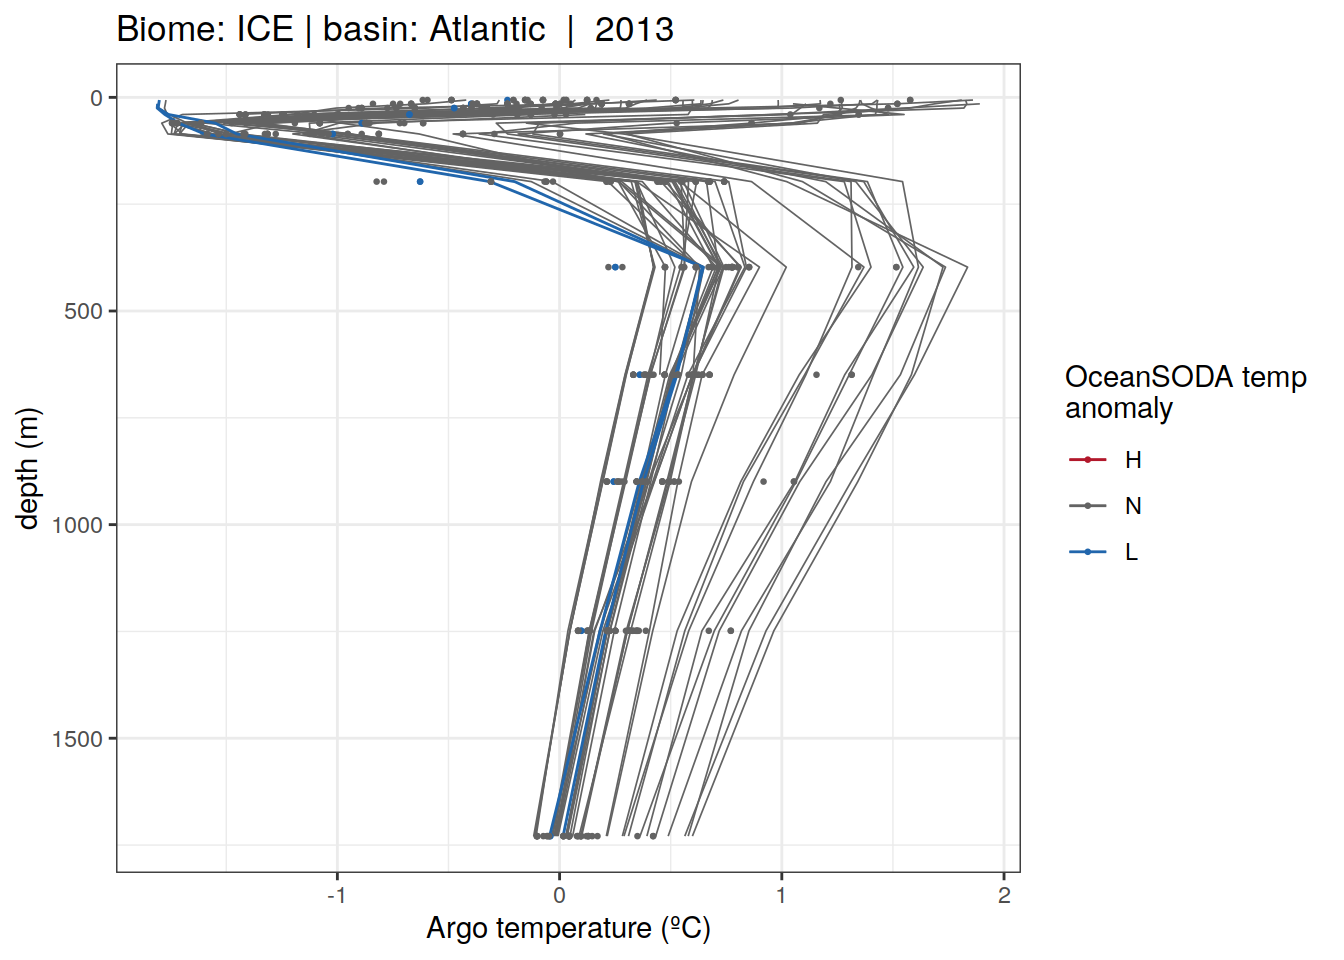 Biome: ICE | basin: Atlantic  |  2013
0
500
1000
1500
depth (m)
-1
0
1
2
Argo temperature (ºC)
OceanSODA temp
anomaly
H
N
L